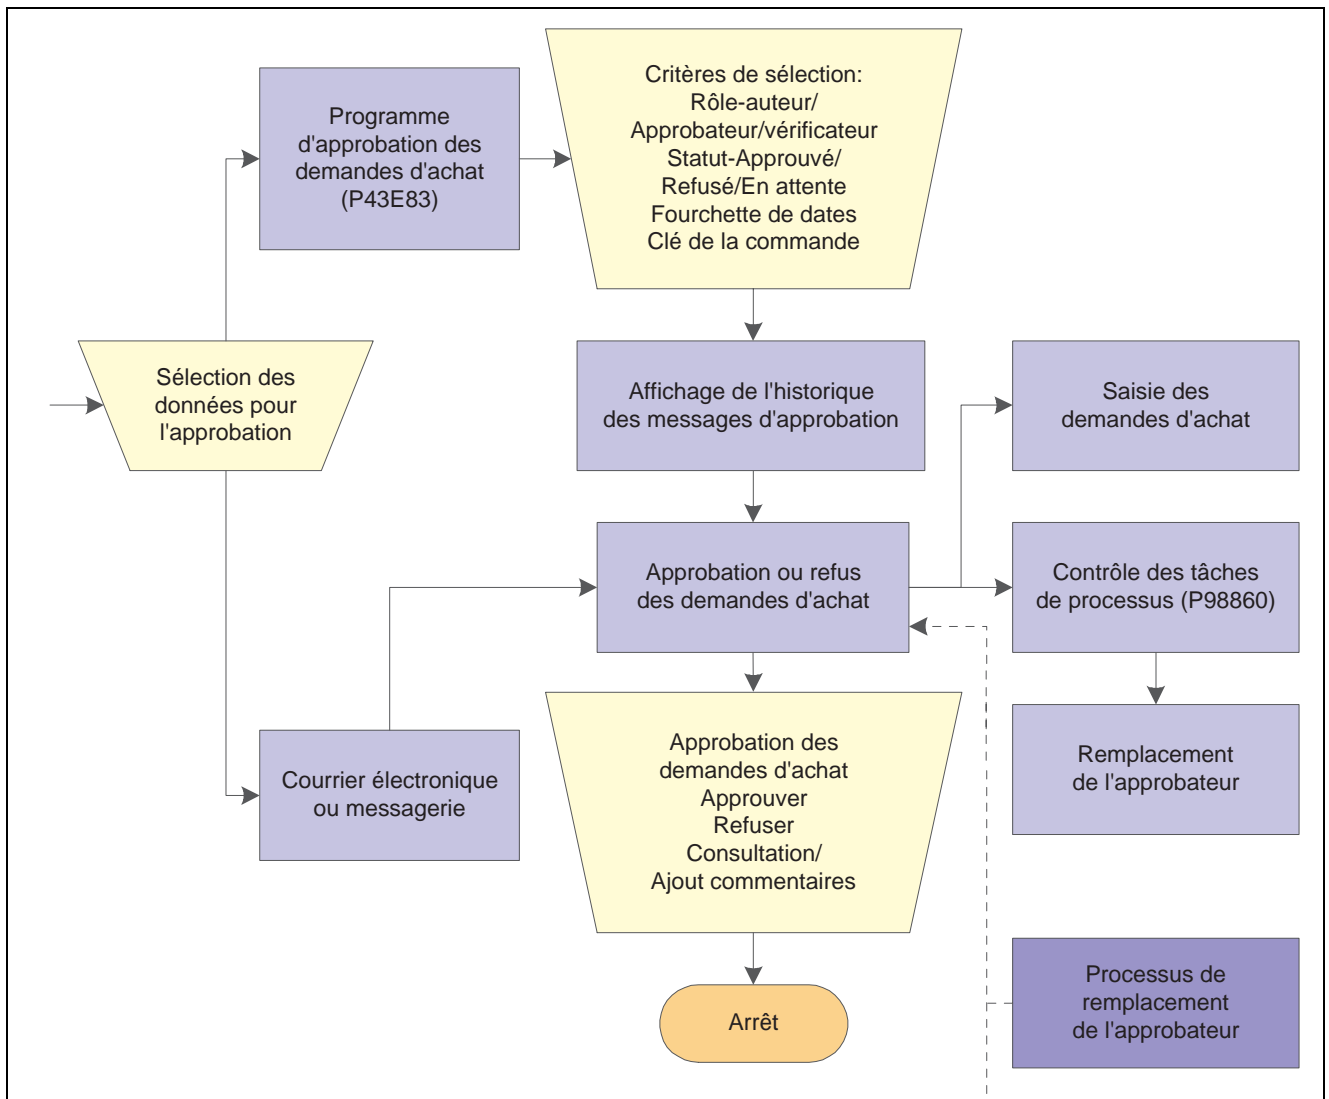 Programme
d'approbation des
demandes d'achat
(P43E83)
Critères de sélection:
Rôle-auteur/
Approbateur/vérificateur
Statut-Approuvé/
Refusé/En attente
Fourchette de dates
Clé de la commande
Sélection des
données pour
l'approbation
Affichage de l'historique
des messages d'approbation
Saisie des
demandes d'achat
Approbation ou refus
des demandes d'achat
Contrôle des tâches
de processus (P98860)
Courrier électronique
ou messagerie
Approbation des
demandes d'achat
Approuver
Refuser
Consultation/
Ajout commentaires
Remplacement
de l'approbateur
Processus de
remplacement
de l'approbateur
Arrêt